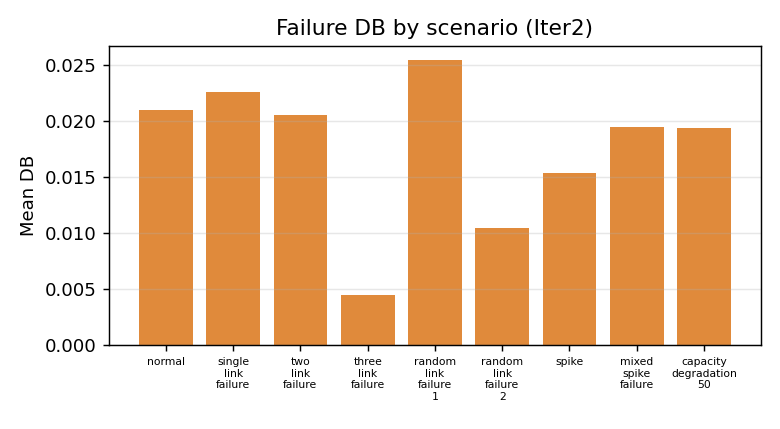 Failure DB by scenario (Iter2)
Mean DB
0.025
0.020
0.015
0.010
0.005
0.000
normal
single
link
failure
two
link
failure
three
link
failure
random
link
failure
1
random
link
failure
2
spike
mixed
spike
failure
capacity
degradation
50